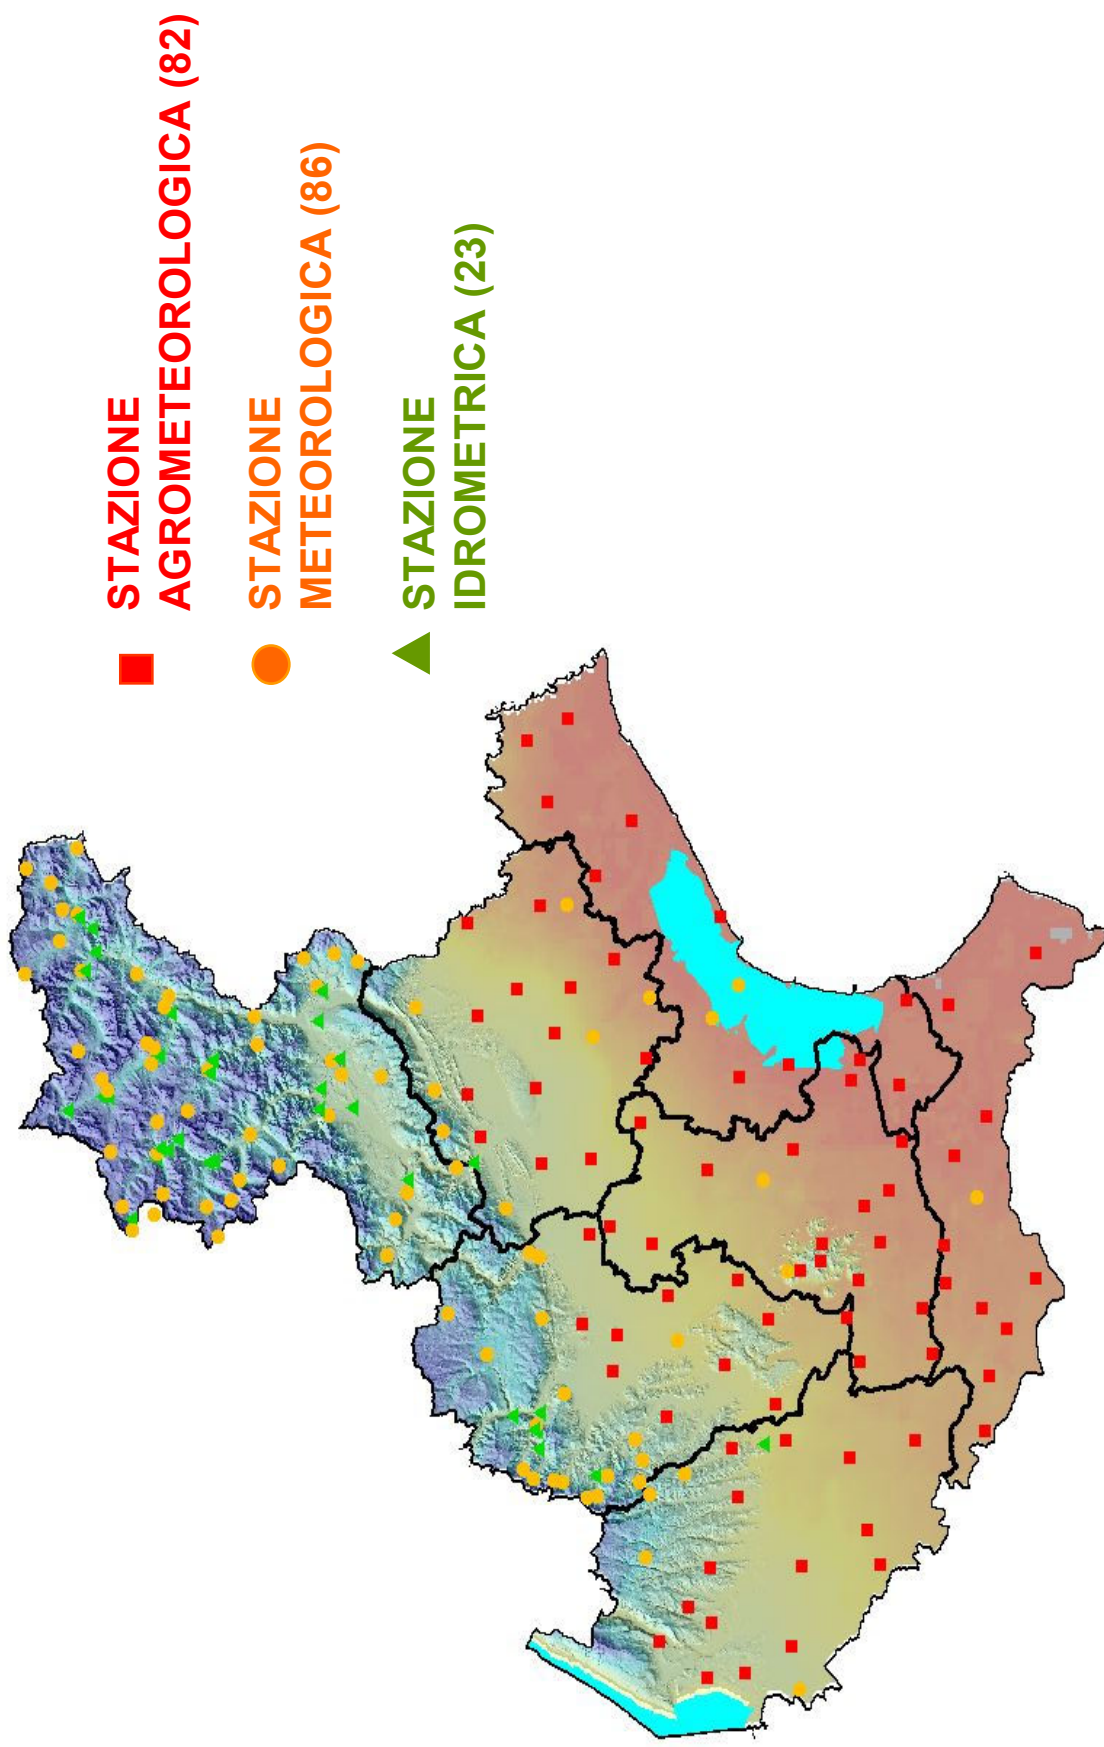 STAZIONE
AGROMETEOROLOGICA (82)
STAZIONE
METEOROLOGICA (86)
STAZIONE
IDROMETRICA (23)